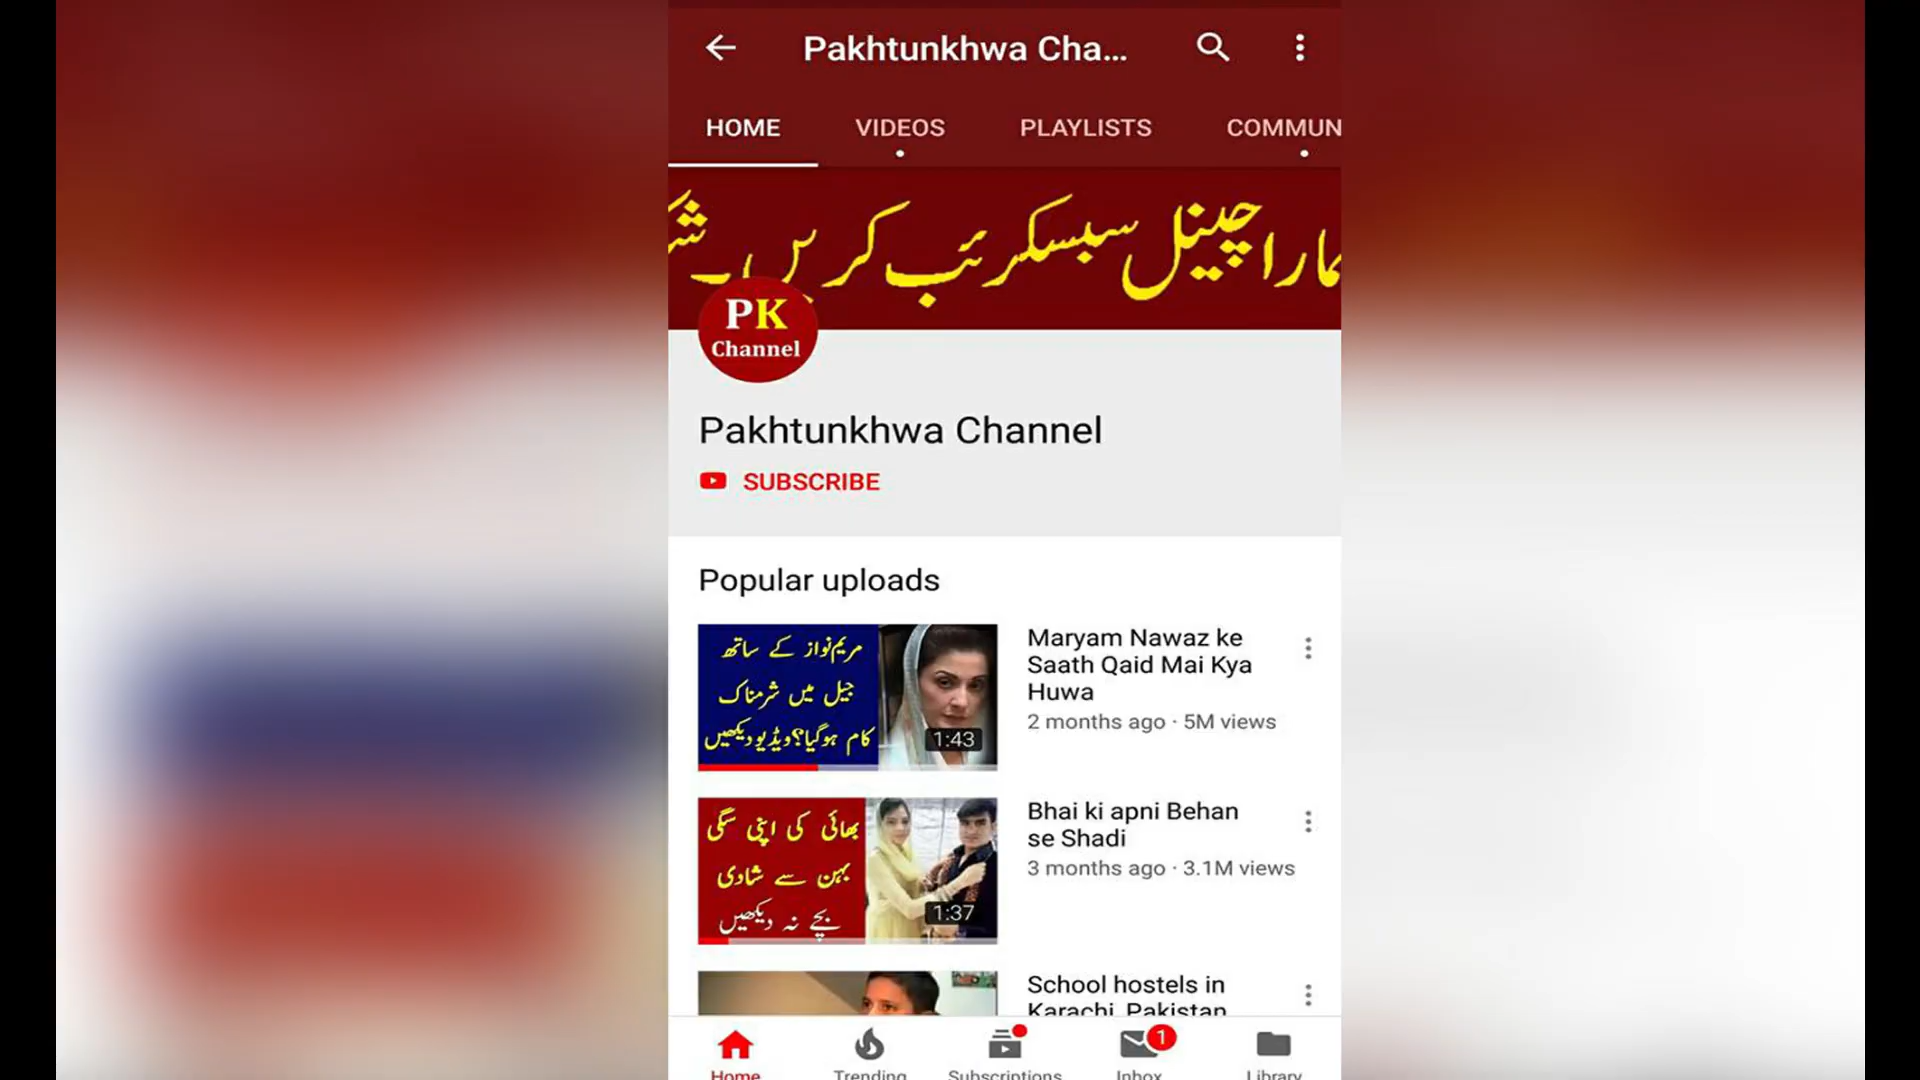 Pakhtunkhwa Cha...
HOME VIDEOS PLAYLISTS COMMUN
مارا چینل سبسکرئب کریں۔
PK
Channel
Pakhtunkhwa Channel
SUBSCRIBE
Popular uploads
مریم نواز کے ساتھ
جیل میں شرمناک
کام ہوگیا؟ ویڈیو دیکھیں
1:43
Maryam Nawaz ke
Saath Qaid Mai Kya
Huwa
2 months ago · 5M views
بھائی کی اپنی سگی
بہن سے شادی
بچے نہ دیکھیں
1:37
Bhai ki apni Behan
se Shadi
3 months ago · 3.1M views
School hostels in
Karachi, Pakistan
1
Home Trending Subscriptions Inbox Library